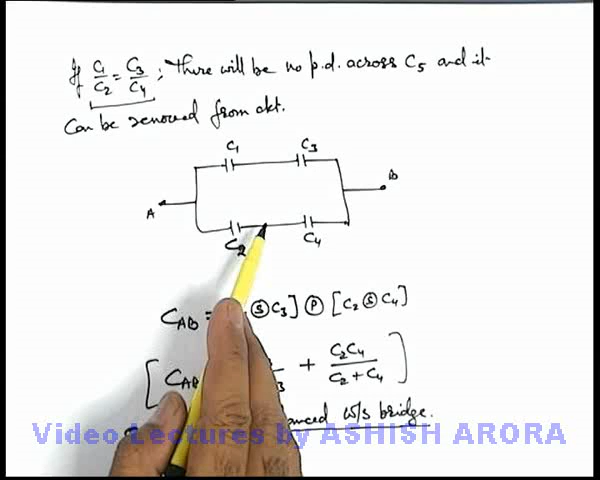 If C1/C2 = C3/C4 ; There will be no p.d. across C5 and it
Can be removed from ckt.
C1 C3
A B
C2 C4
CAB = Ⓢ C3] Ⓟ [C2 Ⓢ C4]
[ CAB + C2C4/(C2 + C4) ]
w/s bridge.
Video Lectures by ASHISH ARORA